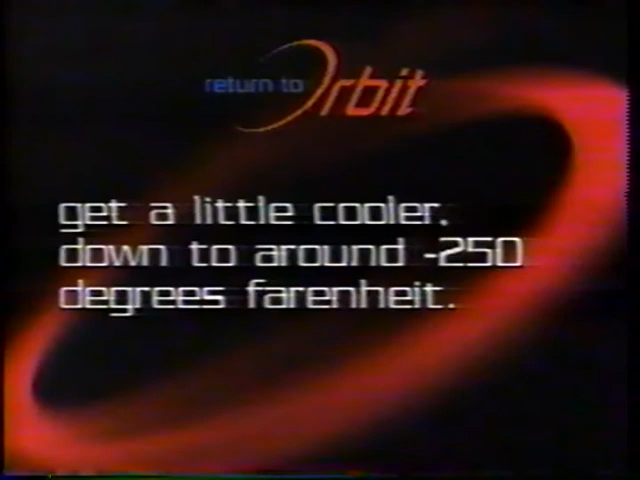 return to Orbit
get a little cooler.
down to around -250
degrees farenheit.